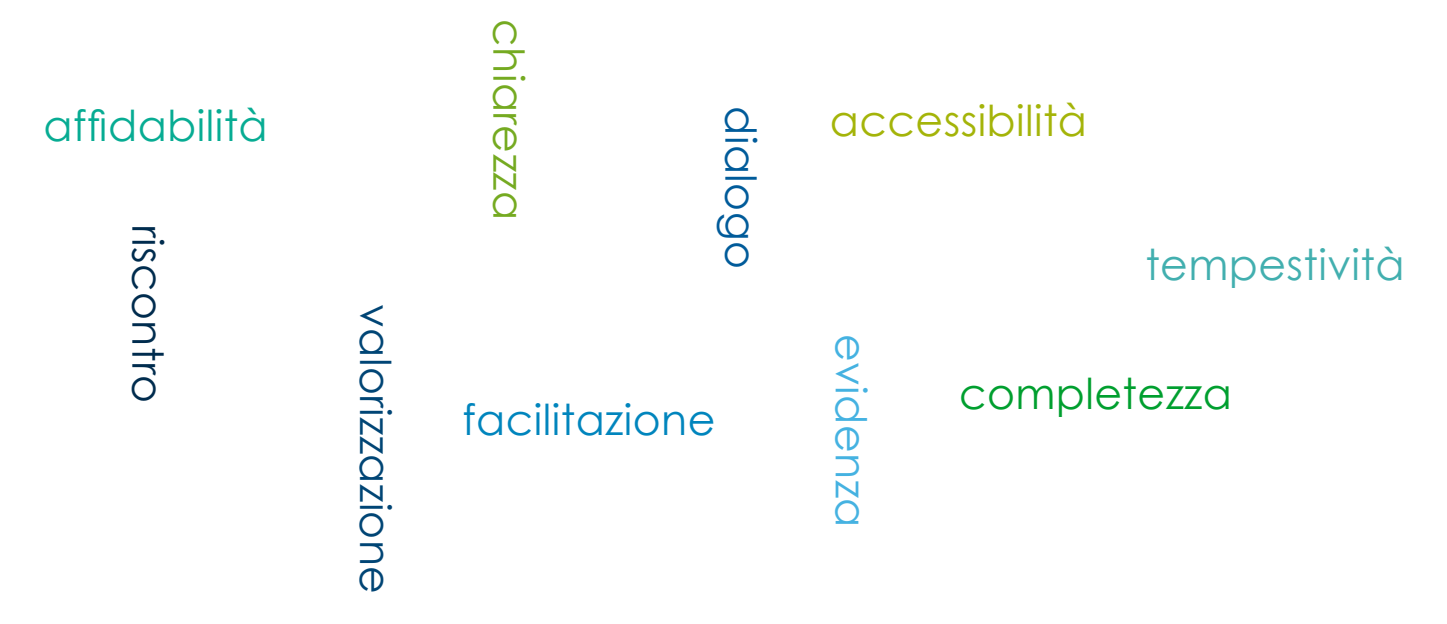 chiarezza
affidabilità
dialogo
accessibilità
riscontro
tempestività
valorizzazione
facilitazione
evidenza
completezza